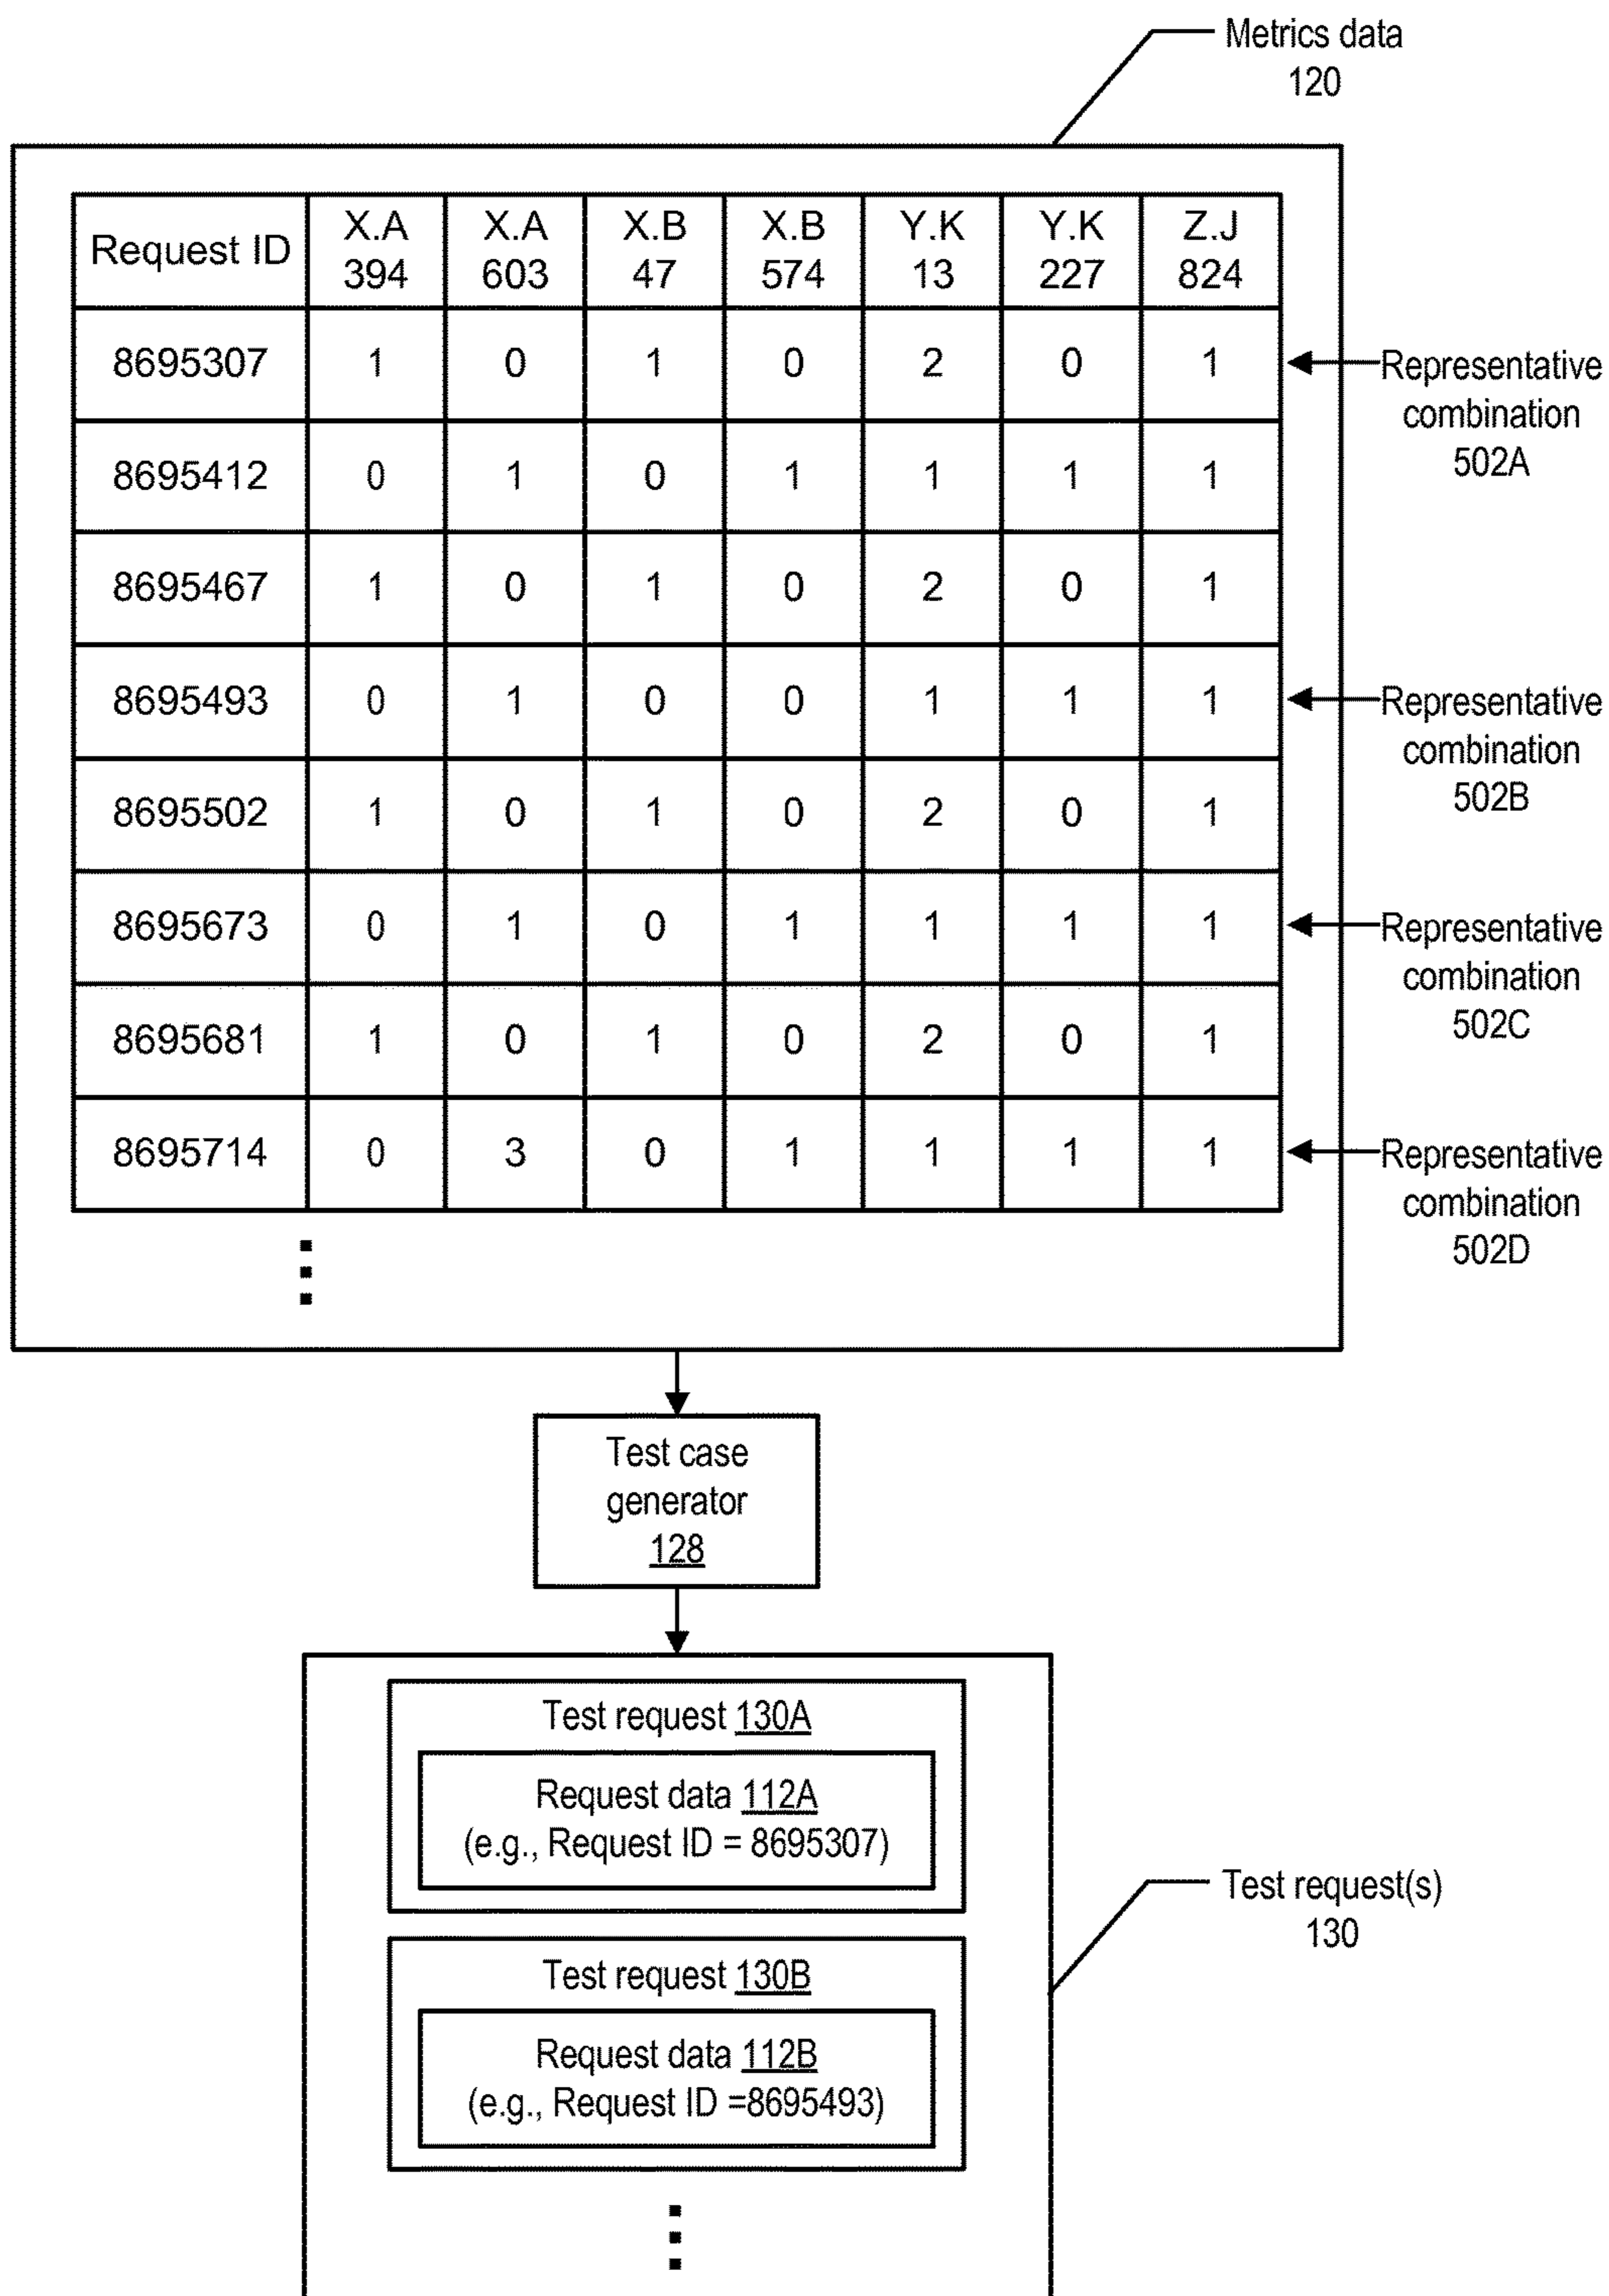 Metrics data
120
Request ID X.A 394 X.A 603 X.B 47 X.B 574 Y.K 13 Y.K 227 Z.J 824
8695307 1 0 1 0 2 0 1
Representative
combination
502A
8695412 0 1 0 1 1 1 1
8695467 1 0 1 0 2 0 1
8695493 0 1 0 0 1 1 1
Representative
combination
502B
8695502 1 0 1 0 2 0 1
8695673 0 1 0 1 1 1 1
Representative
combination
502C
8695681 1 0 1 0 2 0 1
8695714 0 3 0 1 1 1 1
Representative
combination
502D
Test case
generator
128
Test request 130A
Request data 112A
(e.g., Request ID = 8695307)
Test request(s)
130
Test request 130B
Request data 112B
(e.g., Request ID =8695493)